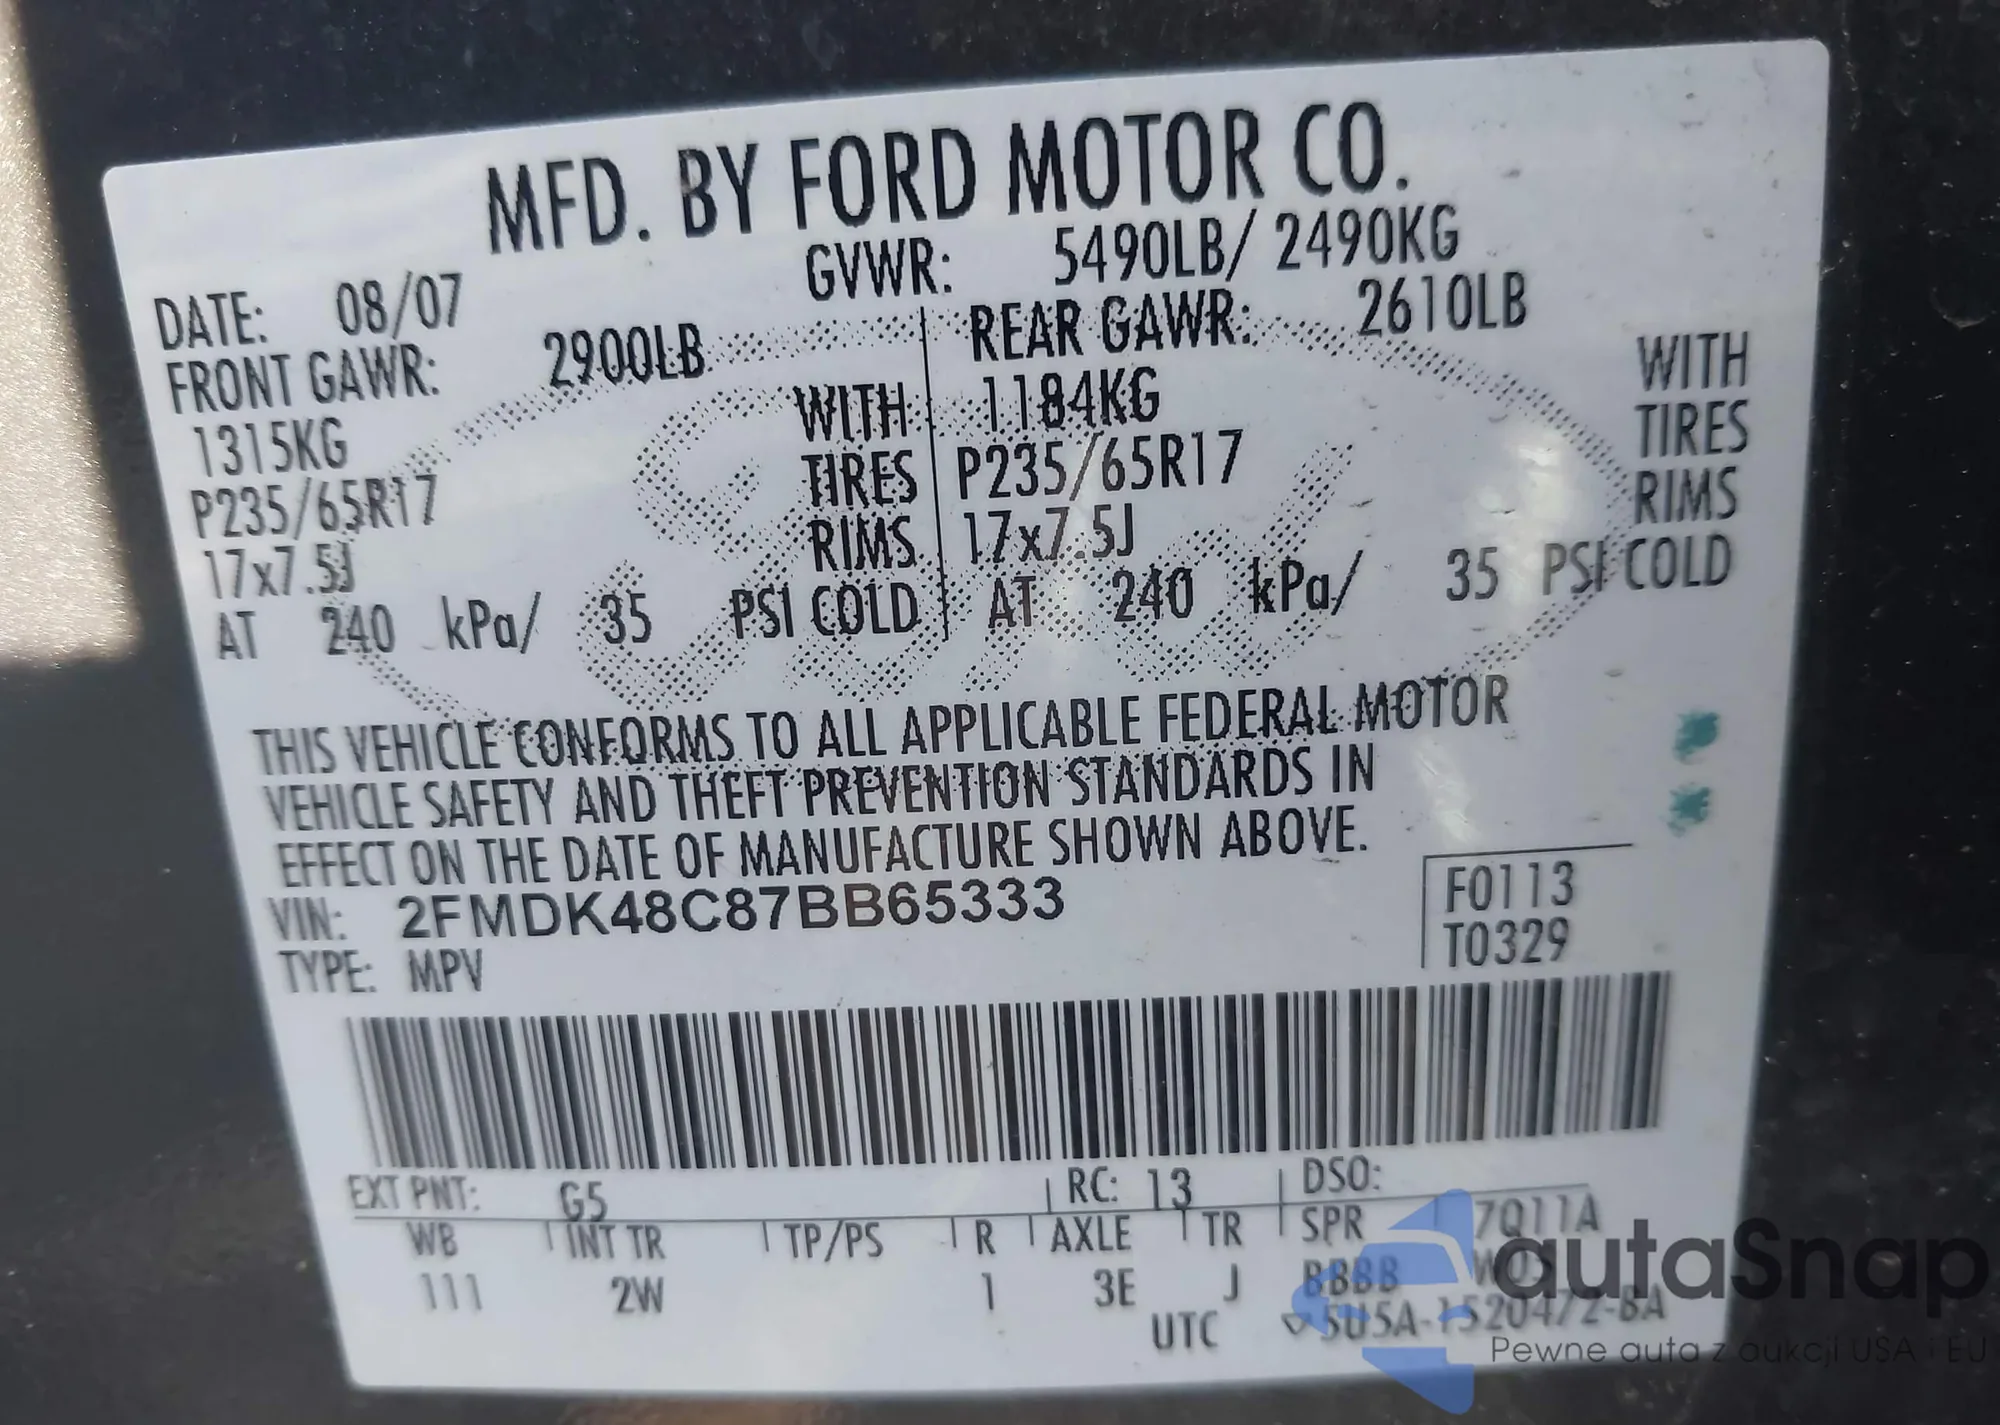 MFD. BY FORD MOTOR CO.
DATE: 08/07 GVWR: 5490LB/ 2490KG
FRONT GAWR: 2900LB REAR GAWR: 2610LB
1315KG WITH 1184KG WITH
P235/65R17 TIRES P235/65R17 TIRES
17x7.5J RIMS 17x7.5J RIMS
AT 240 kPa/ 35 PSI COLD AT 240 kPa/ 35 PSI COLD
THIS VEHICLE CONFORMS TO ALL APPLICABLE FEDERAL MOTOR
VEHICLE SAFETY AND THEFT PREVENTION STANDARDS IN
EFFECT ON THE DATE OF MANUFACTURE SHOWN ABOVE.
VIN: 2FMDK48C87BB65333 F0113
TYPE: MPV T0329
EXT PNT: G5 RC: 13 DSO:
WB INT TR TP/PS R AXLE TR SPR 7Q11A
111 2W 1 3E J BBBB
UTC 5U5A-1520472-BA
autaSnap
Pewne auta z aukcji USA i EU